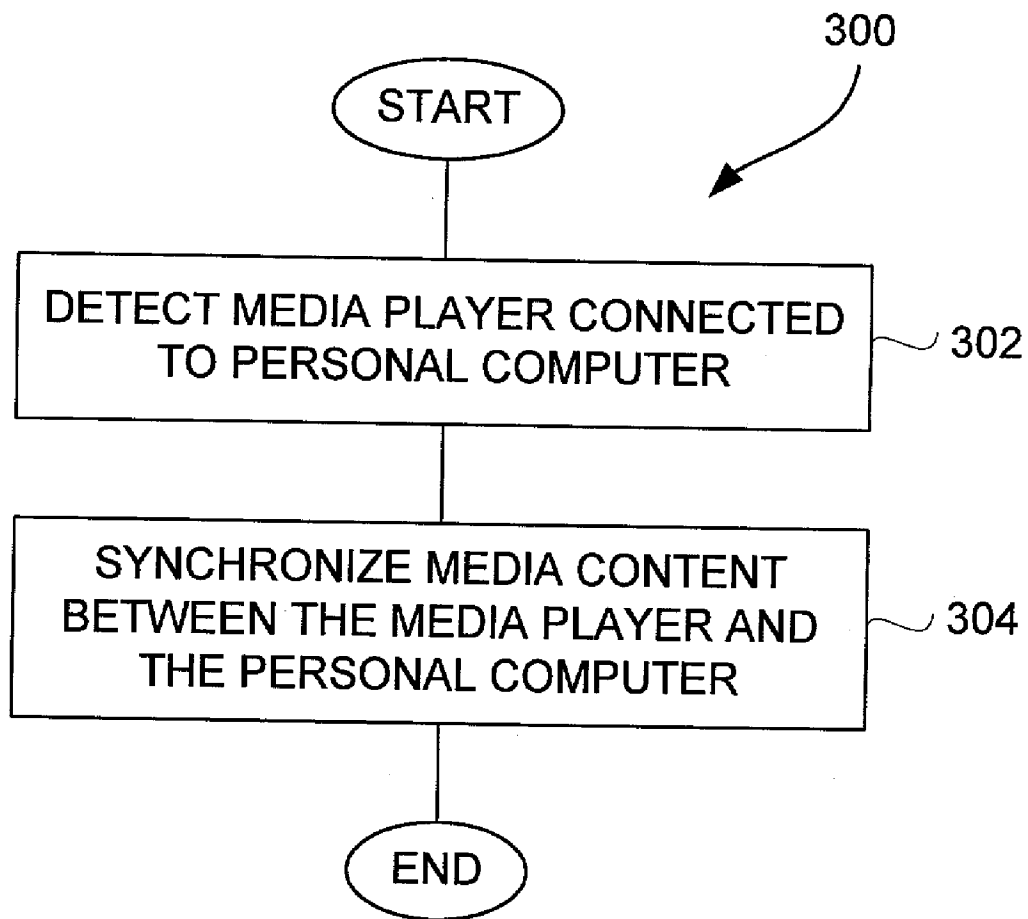 300
START
DETECT MEDIA PLAYER CONNECTED
TO PERSONAL COMPUTER
302
SYNCHRONIZE MEDIA CONTENT
BETWEEN THE MEDIA PLAYER AND
THE PERSONAL COMPUTER
304
END